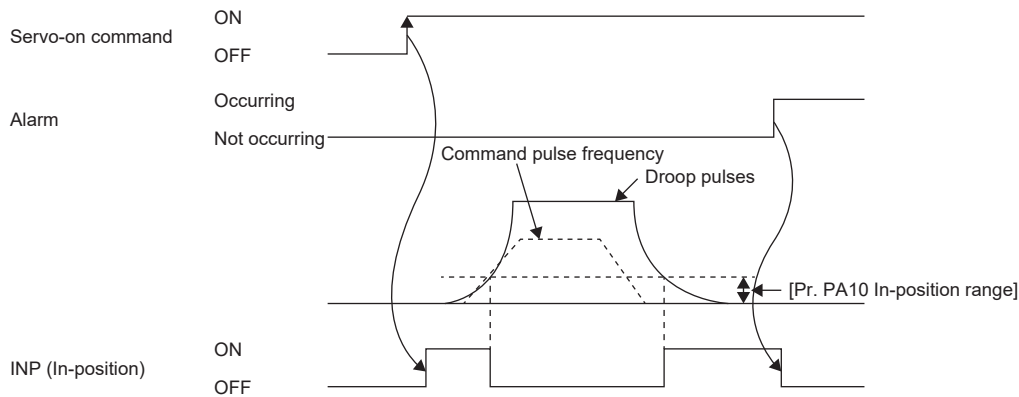 ON
Servo-on command
OFF
Occurring
Alarm
Not occurring
Command pulse frequency
Droop pulses
[Pr. PA10 In-position range]
ON
INP (In-position)
OFF